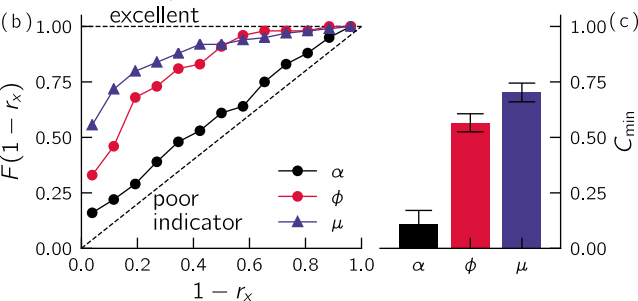 (b)
excellent
1.00
0.75
0.50
0.25
0.00
F(1 − rₓ)
poor
indicator
α
ϕ
μ
0.0 0.2 0.4 0.6 0.8 1.0
1 − rₓ
(c)
1.00
0.75
0.50
0.25
0.00
C_min
α ϕ μ